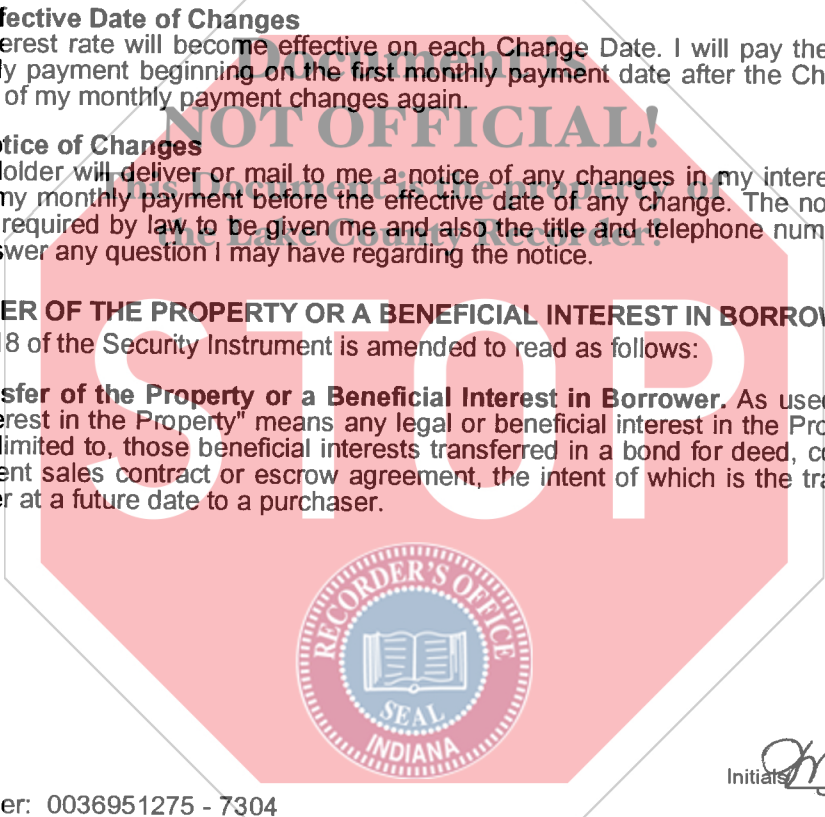 fective Date of Changes
erest rate will become effective on each Change Date. I will pay the
ly payment beginning on the first monthly payment date after the Ch
of my monthly payment changes again.
tice of Changes
older will deliver or mail to me a notice of any changes in my intere
my monthly payment before the effective date of any change. The no
required by law to be given me and also the title and telephone num
swer any question I may have regarding the notice.
ER OF THE PROPERTY OR A BENEFICIAL INTEREST IN BORROW
18 of the Security Instrument is amended to read as follows:
sfer of the Property or a Beneficial Interest in Borrower. As used
erest in the Property" means any legal or beneficial interest in the Pro
limited to, those beneficial interests transferred in a bond for deed, co
ent sales contract or escrow agreement, the intent of which is the tra
r at a future date to a purchaser.
Document is
NOT OFFICIAL!
This Document is the property of
the Lake County Recorder!
STOP
RECORDER'S OFFICE
SEAL
INDIANA
Initials
er: 0036951275 - 7304